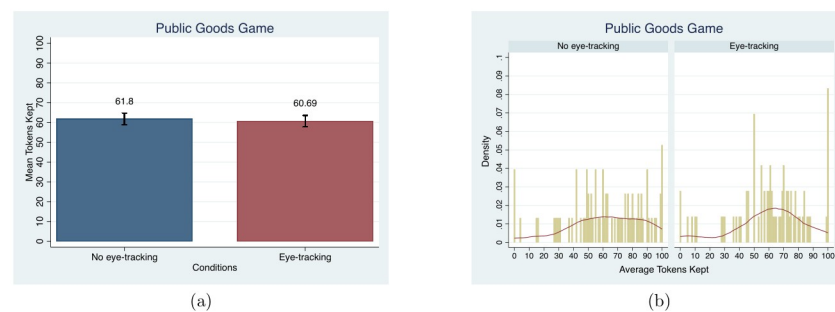 Public Goods Game
Mean Tokens Kept
100
90
80
70
60
50
40
30
20
10
0
61.8
60.69
No eye-tracking
Eye-tracking
Conditions
(a)
Public Goods Game
No eye-tracking
Eye-tracking
Density
.1
.09
.08
.07
.06
.05
.04
.03
.02
.01
0
0 10 20 30 40 50 60 70 80 90 100
0 10 20 30 40 50 60 70 80 90 100
Average Tokens Kept
(b)